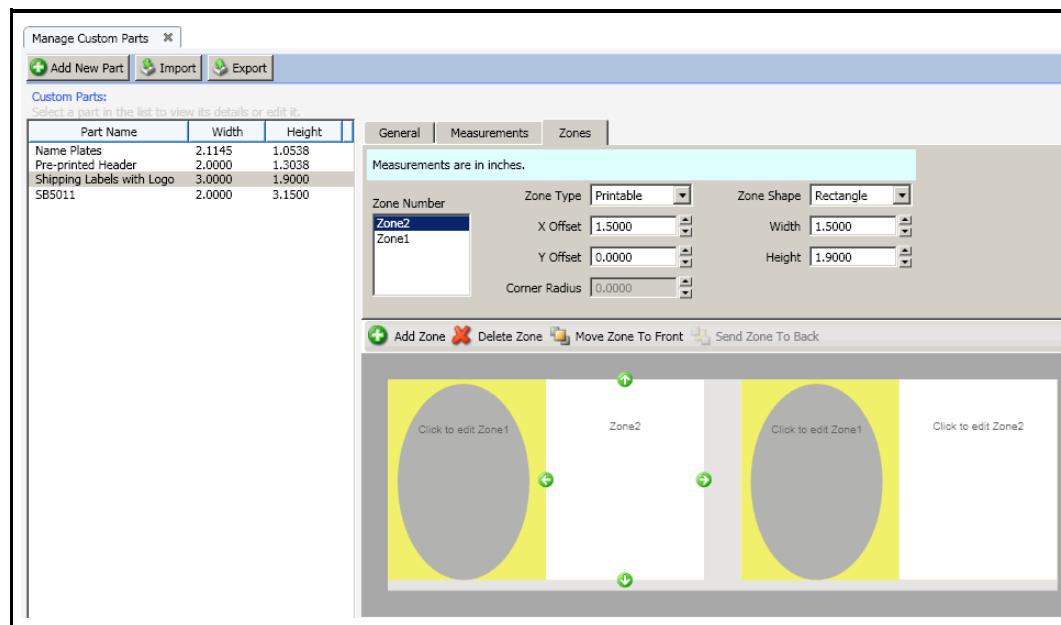 Manage Custom Parts
Add New Part Import Export
Custom Parts:
Select a part in the list to view its details or edit it.
Part Name Width Height
Name Plates 2.1145 1.0538
Pre-printed Header 2.0000 1.3038
Shipping Labels with Logo 3.0000 1.9000
SB5011 2.0000 3.1500
General Measurements Zones
Measurements are in inches.
Zone Number
Zone2
Zone1
Zone Type Printable
X Offset 1.5000
Y Offset 0.0000
Corner Radius 0.0000
Zone Shape Rectangle
Width 1.5000
Height 1.9000
Add Zone Delete Zone Move Zone To Front Send Zone To Back
Click to edit Zone1 Zone2 Click to edit Zone1 Click to edit Zone2